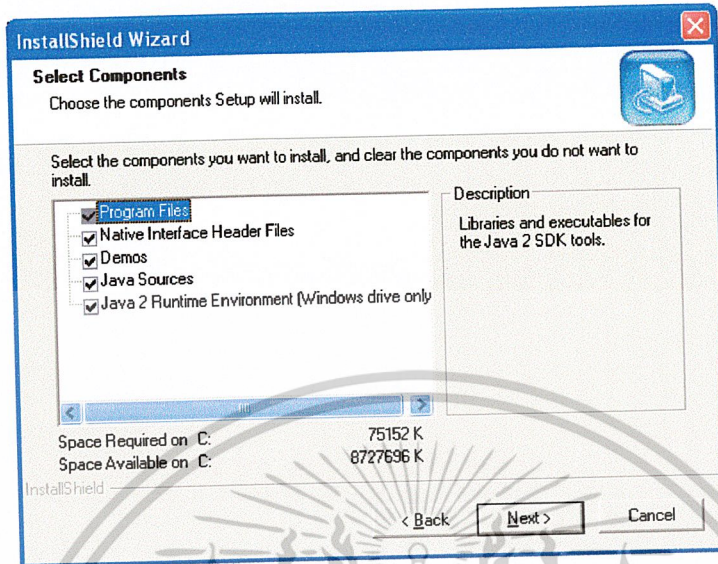 InstallShield Wizard
Select Components
Choose the components Setup will install.
Select the components you want to install, and clear the components you do not want to
install.
Program Files
Native Interface Header Files
Demos
Java Sources
Java 2 Runtime Environment (Windows drive only
Description
Libraries and executables for
the Java 2 SDK tools.
Space Required on C: 75152 K
Space Available on C: 8727696 K
InstallShield
< Back Next > Cancel